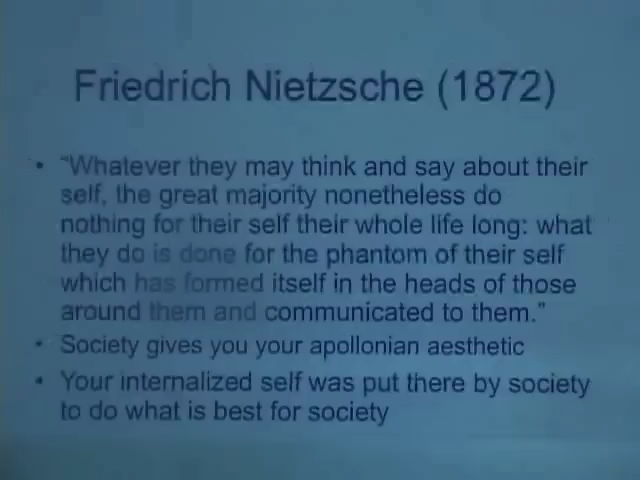 Friedrich Nietzsche (1872)
• “Whatever they may think and say about their
self, the great majority nonetheless do
nothing for their self their whole life long: what
they do is done for the phantom of their self
which has formed itself in the heads of those
around them and communicated to them.”
• Society gives you your apollonian aesthetic
• Your internalized self was put there by society
to do what is best for society